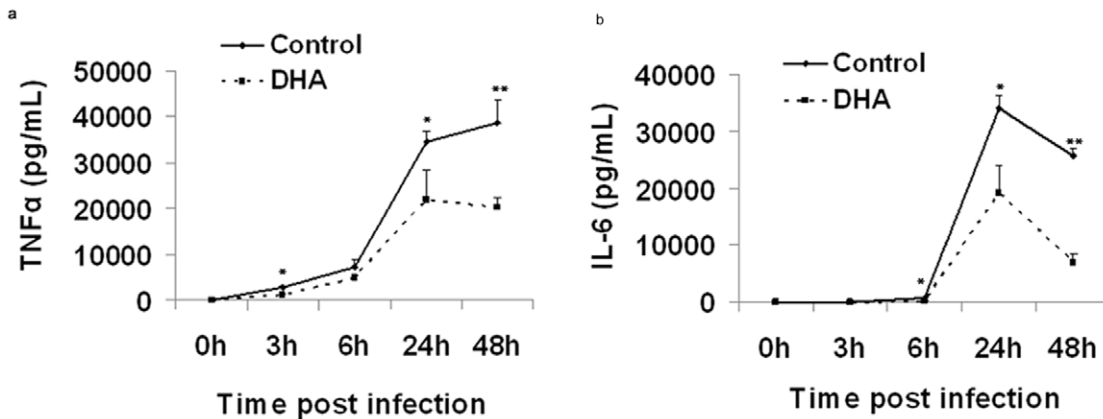 a
Control
DHA
TNFα (pg/mL)
50000
40000
30000
20000
10000
0
*
*
**
0h 3h 6h 24h 48h
Time post infection
b
Control
DHA
IL-6 (pg/mL)
40000
30000
20000
10000
0
*
*
**
0h 3h 6h 24h 48h
Time post infection